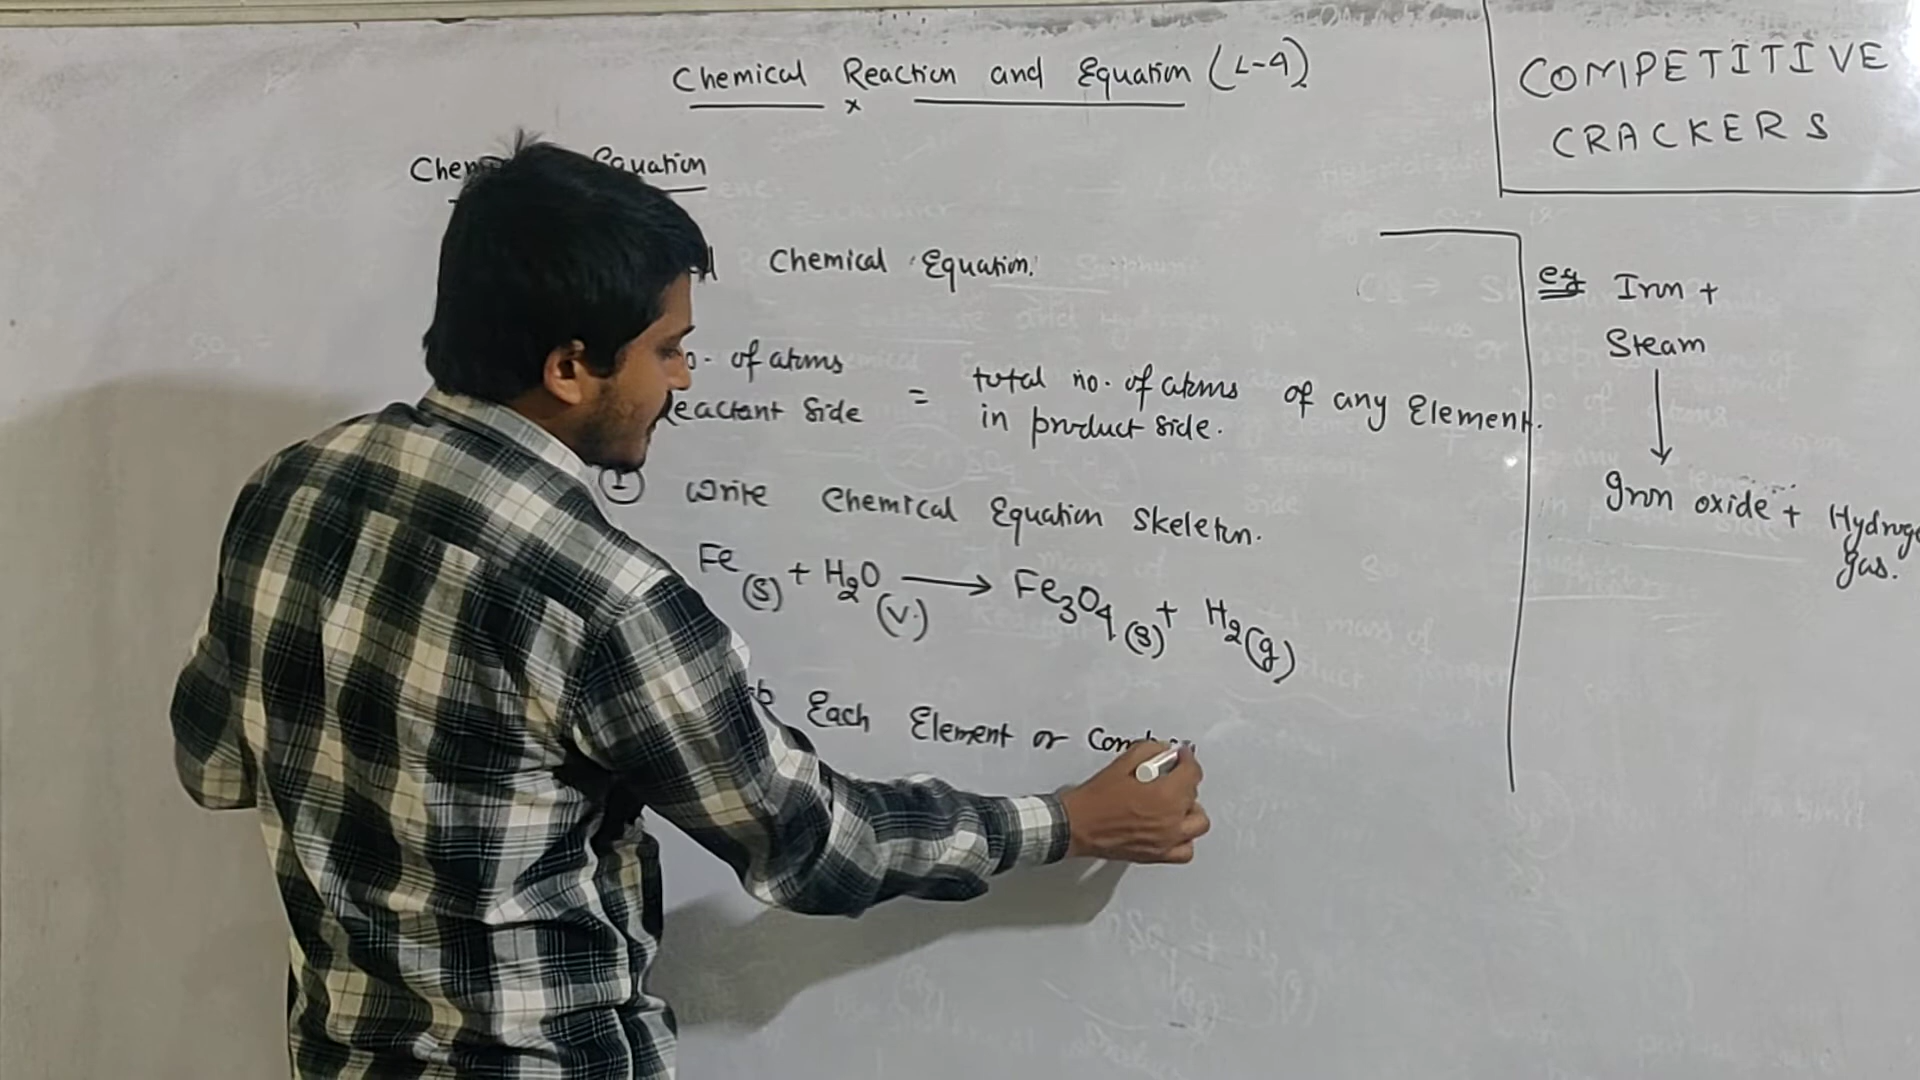 Chemical Reaction and Equation (L-4)
COMPETITIVE
CRACKERS
Equation
Chemical Equation.
of atoms = total no. of atoms of any Element.
Reactant Side in product side.
I Write Chemical Equation Skeleton.
Fe(s) + H2O(v.) → Fe3O4(s) + H2(g)
Each Element or
eg Iron +
Steam
↓
Iron oxide + Hydrogen
gas.